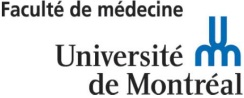 Faculté de médecine
Université
de Montréal